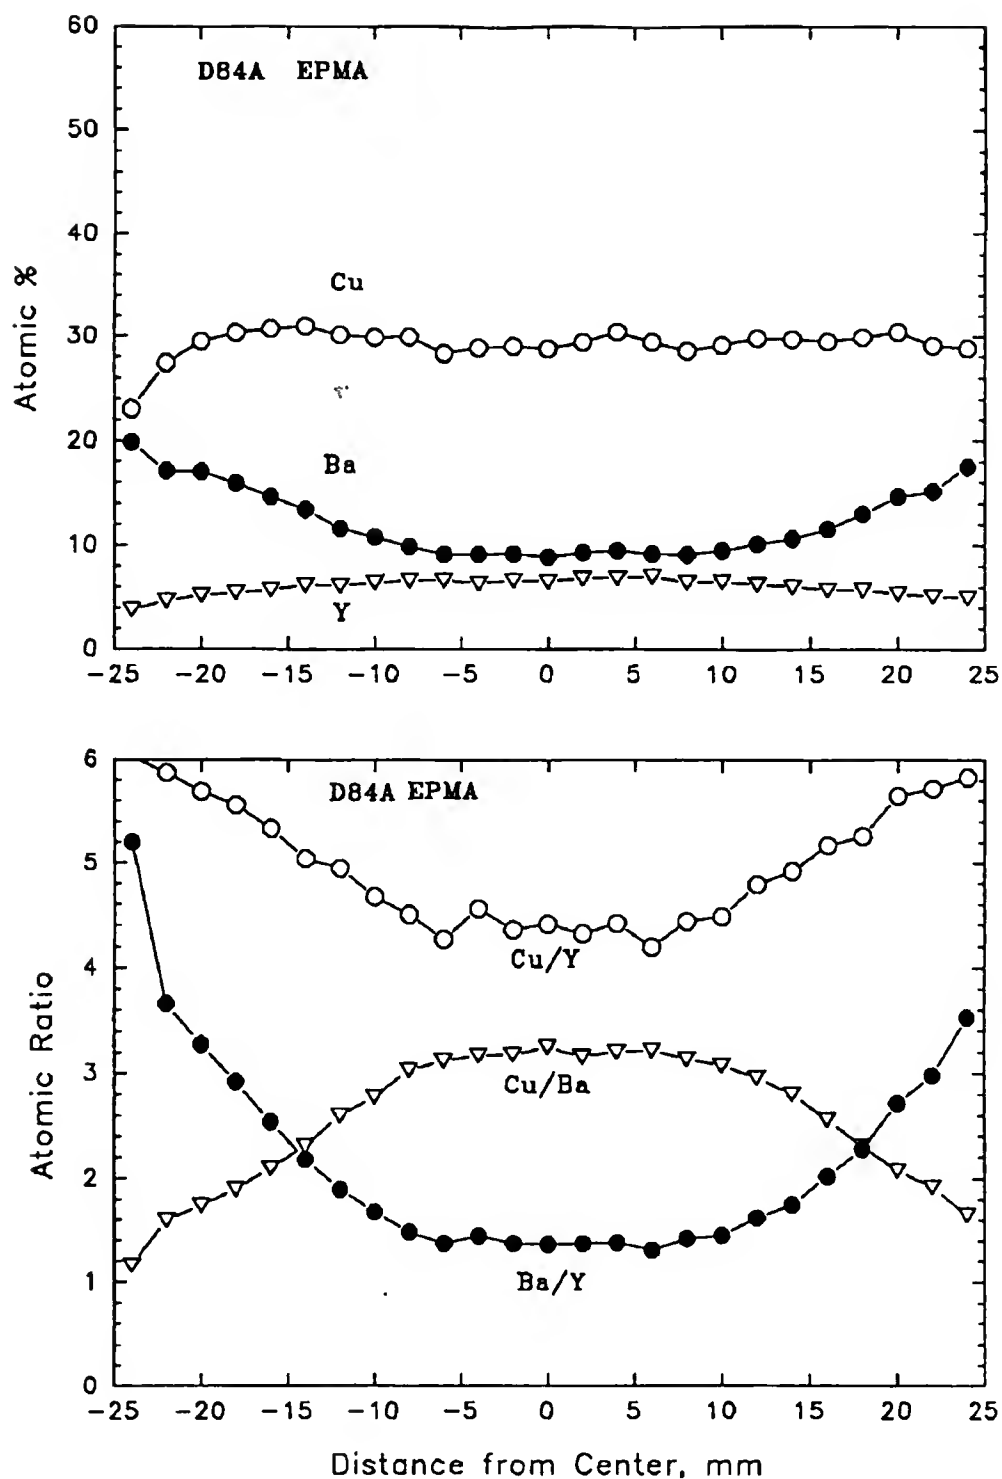 60
D84A EPMA
50
40
Cu
30
Ba
20
10
Y
0
-25 -20 -15 -10 -5 0 5 10 15 20 25
Atomic %
6
D84A EPMA
5
Cu/Y
4
3
Cu/Ba
2
Ba/Y
1
0
-25 -20 -15 -10 -5 0 5 10 15 20 25
Atomic Ratio
Distance from Center, mm